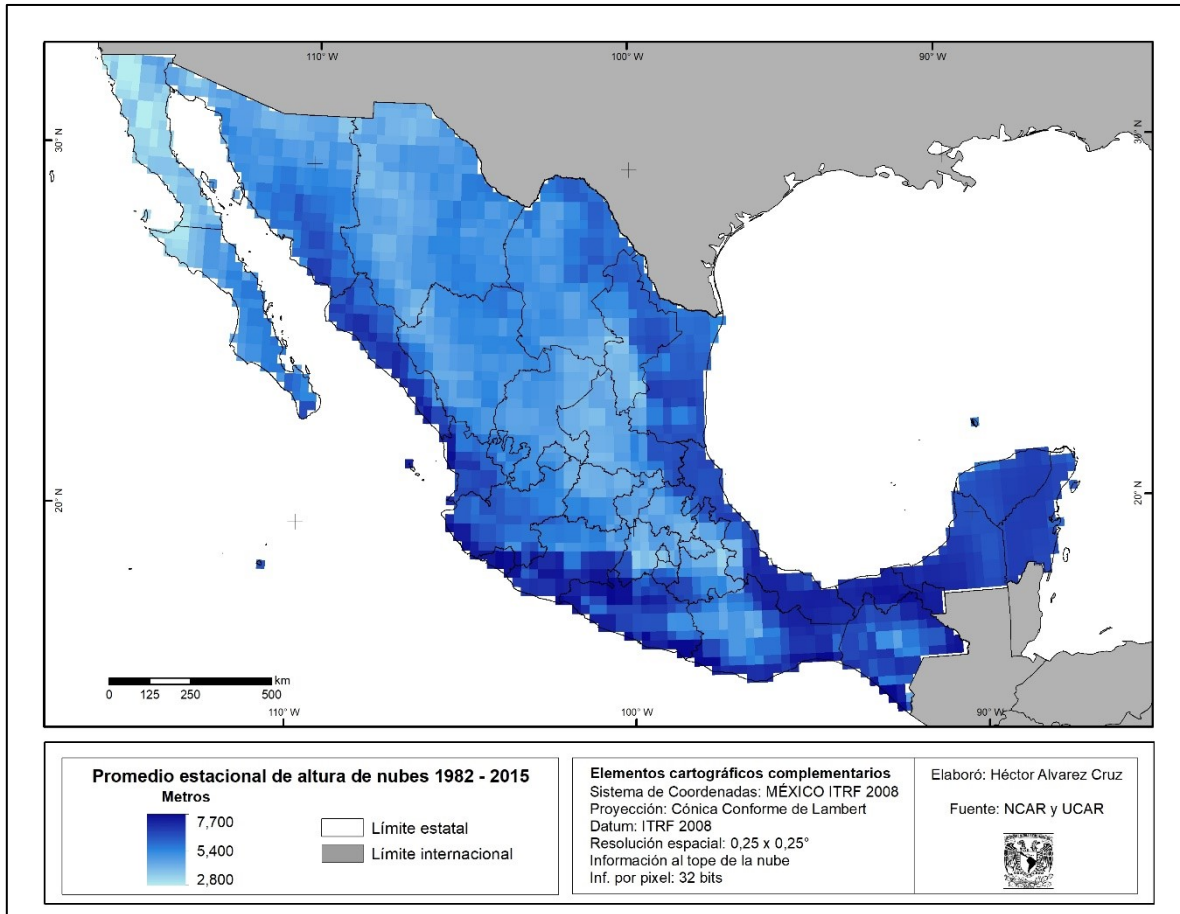 110° W
100° W
90° W
30° N
30° N
20° N
20° N
km
0 125 250 500
110° W
100° W
90° W
Promedio estacional de altura de nubes 1982 - 2015
Metros
7,700
5,400
2,800
Límite estatal
Límite internacional
Elementos cartográficos complementarios
Sistema de Coordenadas: MÉXICO ITRF 2008
Proyección: Cónica Conforme de Lambert
Datum: ITRF 2008
Resolución espacial: 0,25 x 0,25°
Información al tope de la nube
Inf. por pixel: 32 bits
Elaboró: Héctor Alvarez Cruz
Fuente: NCAR y UCAR